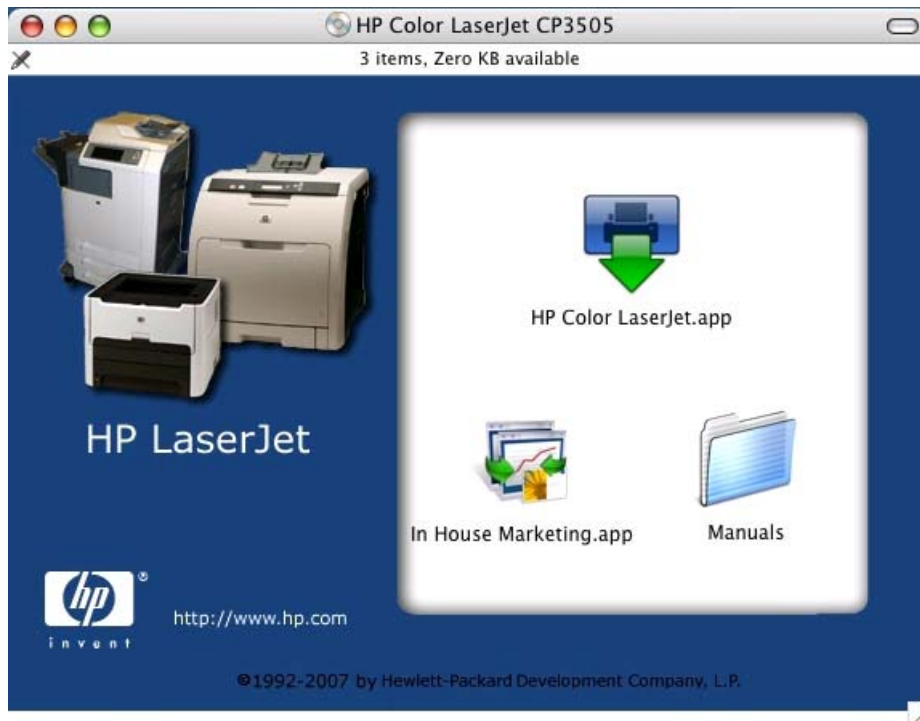 HP Color LaserJet CP3505
3 items, Zero KB available
HP Color LaserJet.app
HP LaserJet
In House Marketing.app
Manuals
hp®
invent
http://www.hp.com
©1992-2007 by Hewlett-Packard Development Company, L.P.